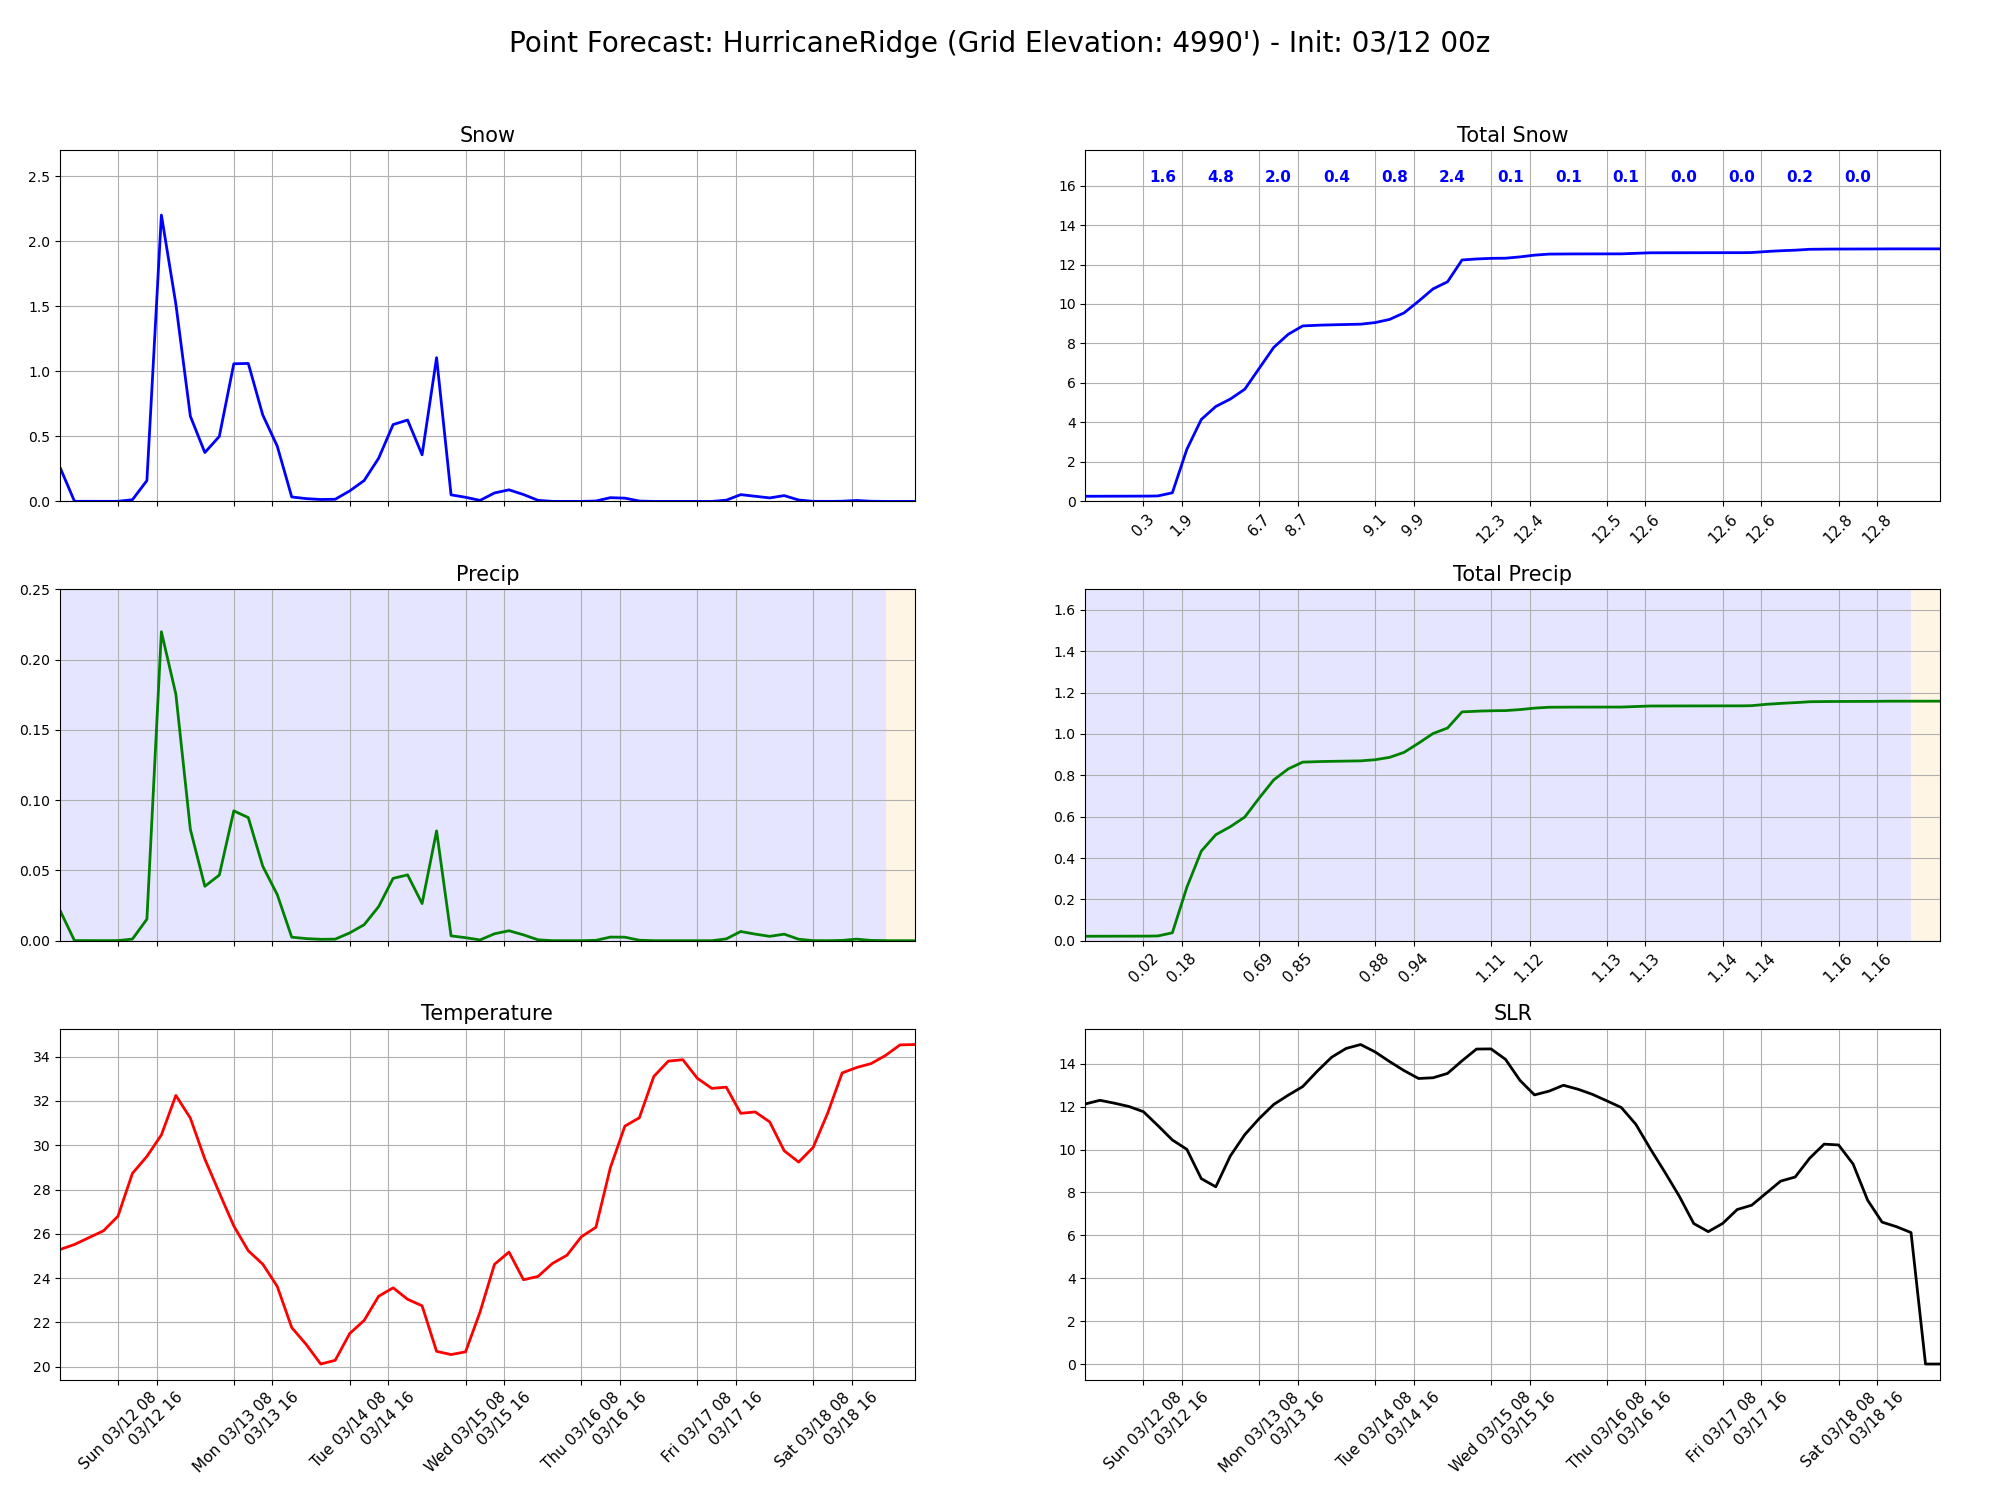 Point Forecast: HurricaneRidge (Grid Elevation: 4990') - Init: 03/12 00z
Snow
2.5
2.0
1.5
1.0
0.5
0.0
Total Snow
1.6 4.8 2.0 0.4 0.8 2.4 0.1 0.1 0.1 0.0 0.0 0.2 0.0
16
14
12
10
8
6
4
2
0
0.3 1.9 6.7 8.7 9.1 9.9 12.3 12.4 12.5 12.6 12.6 12.6 12.8 12.8
Precip
0.25
0.20
0.15
0.10
0.05
0.00
Total Precip
1.6
1.4
1.2
1.0
0.8
0.6
0.4
0.2
0.0
0.02 0.18 0.69 0.85 0.88 0.94 1.11 1.12 1.13 1.13 1.14 1.14 1.16 1.16
Temperature
34
32
30
28
26
24
22
20
Sun 03/12 08
03/12 16
Mon 03/13 08
03/13 16
Tue 03/14 08
03/14 16
Wed 03/15 08
03/15 16
Thu 03/16 08
03/16 16
Fri 03/17 08
03/17 16
Sat 03/18 08
03/18 16
SLR
14
12
10
8
6
4
2
0
Sun 03/12 08
03/12 16
Mon 03/13 08
03/13 16
Tue 03/14 08
03/14 16
Wed 03/15 08
03/15 16
Thu 03/16 08
03/16 16
Fri 03/17 08
03/17 16
Sat 03/18 08
03/18 16